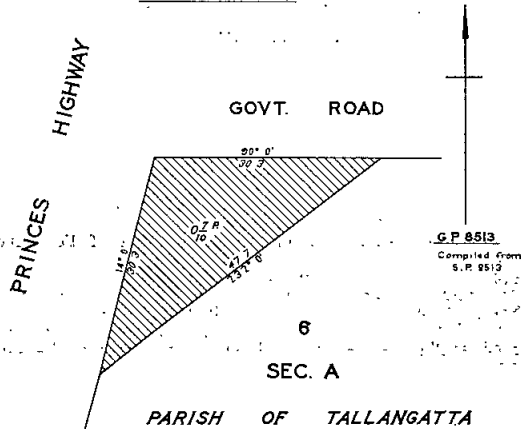 PRINCES HIGHWAY
GOVT. ROAD
90° 0'
30 3
0 7/10 P.
14° 0'
30 3
47.7
232° 0'
G.P. 8513
Compiled from
S.P. 8513
6
SEC. A
PARISH OF TALLANGATTA